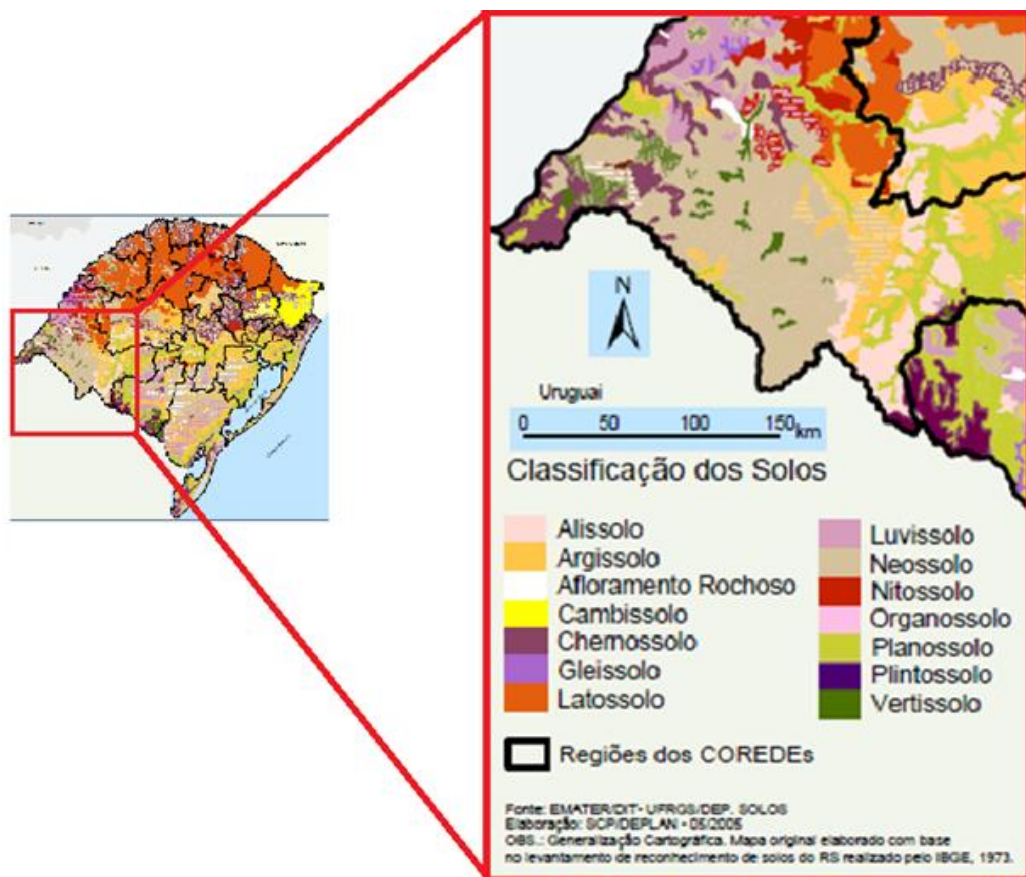 N
Uruguai
0 50 100 150 km
Classificação dos Solos
Alissolo
Argissolo
Afloramento Rochoso
Cambissolo
Chernossolo
Gleissolo
Latossolo
Luvissolo
Neossolo
Nitossolo
Organossolo
Planossolo
Plintossolo
Vertissolo
Regiões dos COREDEs
Fonte: EMATER/DIT- UFRGS/DEP. SOLOS
Elaboração: SCP/DEPLAN - 05/2005
OBS.: Generalização Cartográfica. Mapa original elaborado com base
no levantamento de reconhecimento de solos do RS realizado pelo IBGE, 1973.